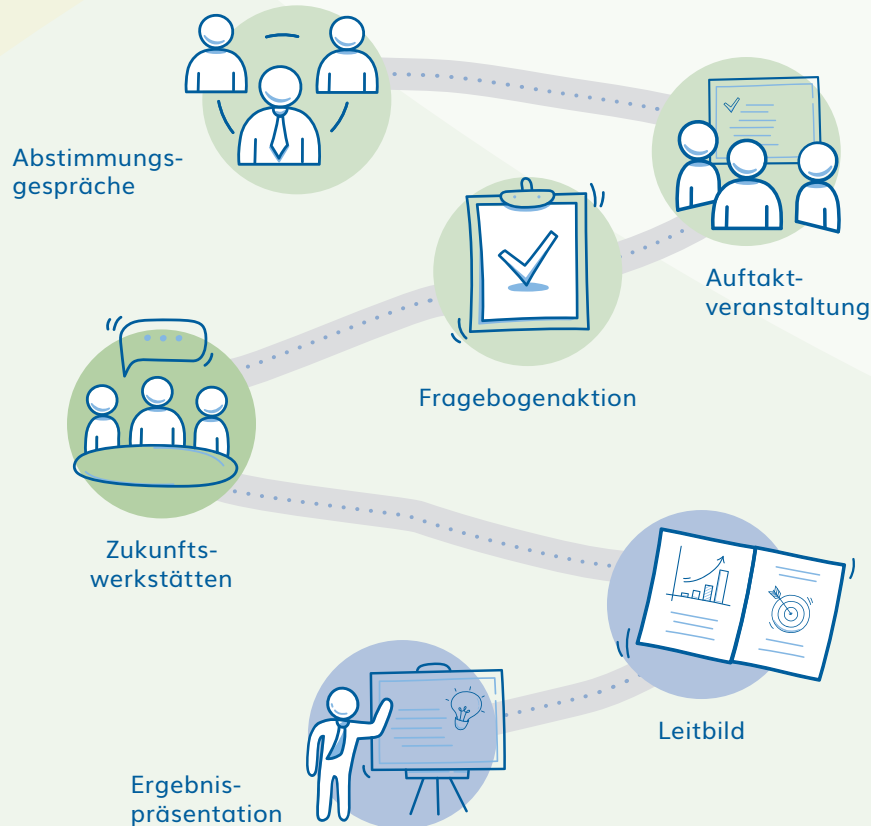 Abstimmungs-
gespräche
Auftakt-
veranstaltung
Fragebogenaktion
Zukunfts-
werkstätten
Leitbild
Ergebnis-
präsentation